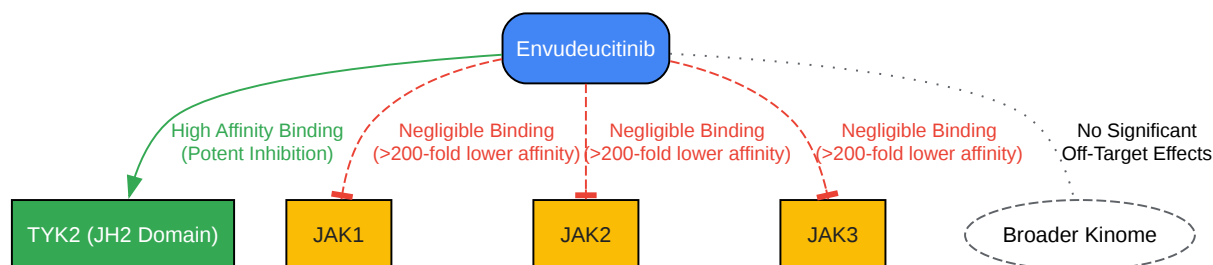 Envudeucitinib
High Affinity Binding
(Potent Inhibition)
Negligible Binding
(>200-fold lower affinity)
Negligible Binding
(>200-fold lower affinity)
Negligible Binding
(>200-fold lower affinity)
No Significant
Off-Target Effects
TYK2 (JH2 Domain)
JAK1
JAK2
JAK3
Broader Kinome